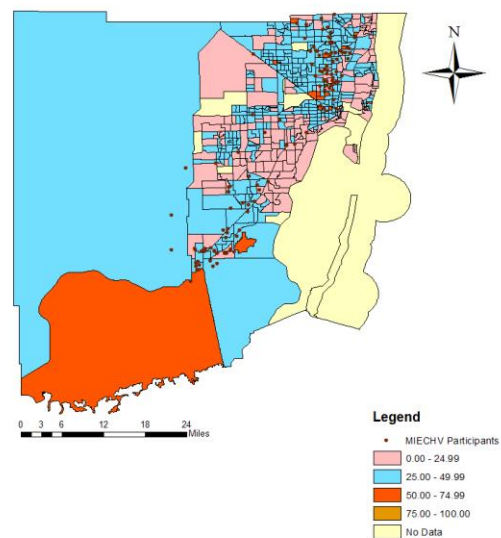 N
0 3 6 12 18 24
Miles
Legend
MIECHV Participants
0.00 - 24.99
25.00 - 49.99
50.00 - 74.99
75.00 - 100.00
No Data